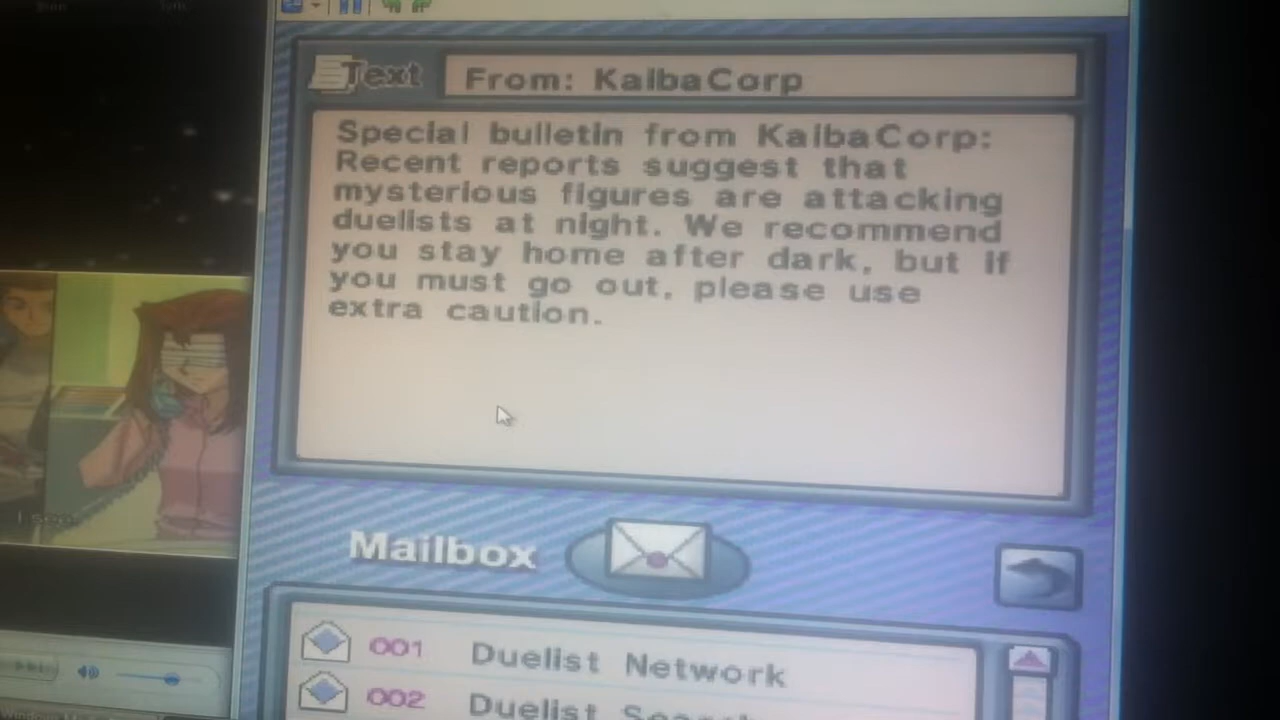 Text
From: KaibaCorp
Special bulletin from KaibaCorp:
Recent reports suggest that
mysterious figures are attacking
duelists at night. We recommend
you stay home after dark, but if
you must go out, please use
extra caution.
I see.
Mailbox
001 Duelist Network
002 Duelist